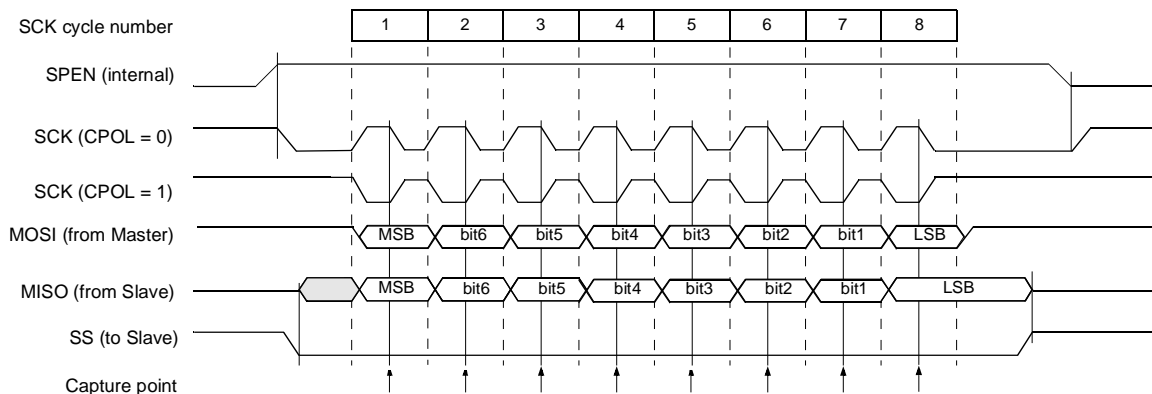 SCK cycle number 1 2 3 4 5 6 7 8
SPEN (internal)
SCK (CPOL = 0)
SCK (CPOL = 1)
MOSI (from Master) MSB bit6 bit5 bit4 bit3 bit2 bit1 LSB
MISO (from Slave) MSB bit6 bit5 bit4 bit3 bit2 bit1 LSB
SS (to Slave)
Capture point